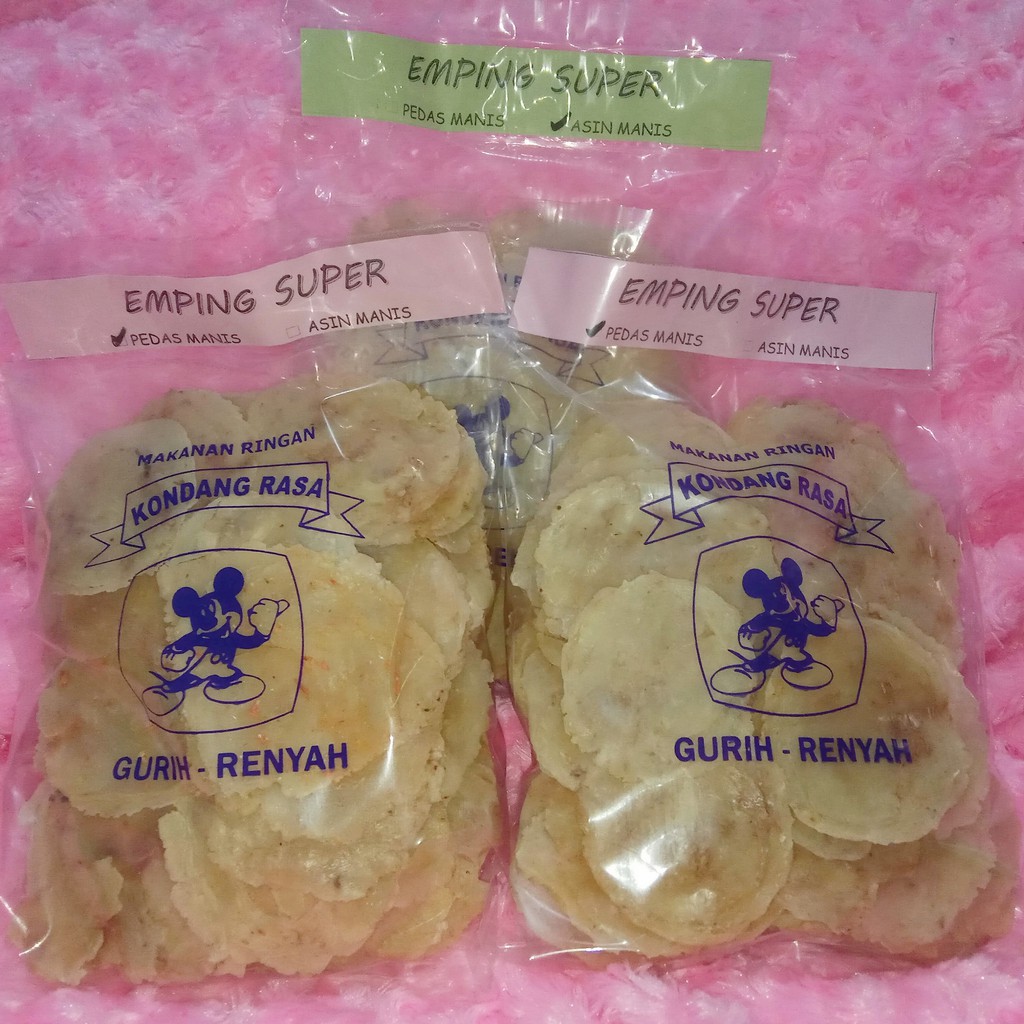 EMPING SUPER
PEDAS MANIS ✓ ASIN MANIS
EMPING SUPER
✓ PEDAS MANIS ASIN MANIS
EMPING SUPER
✓ PEDAS MANIS ASIN MANIS
MAKANAN RINGAN
KONDANG RASA
GURIH - RENYAH
MAKANAN RINGAN
KONDANG RASA
GURIH - RENYAH